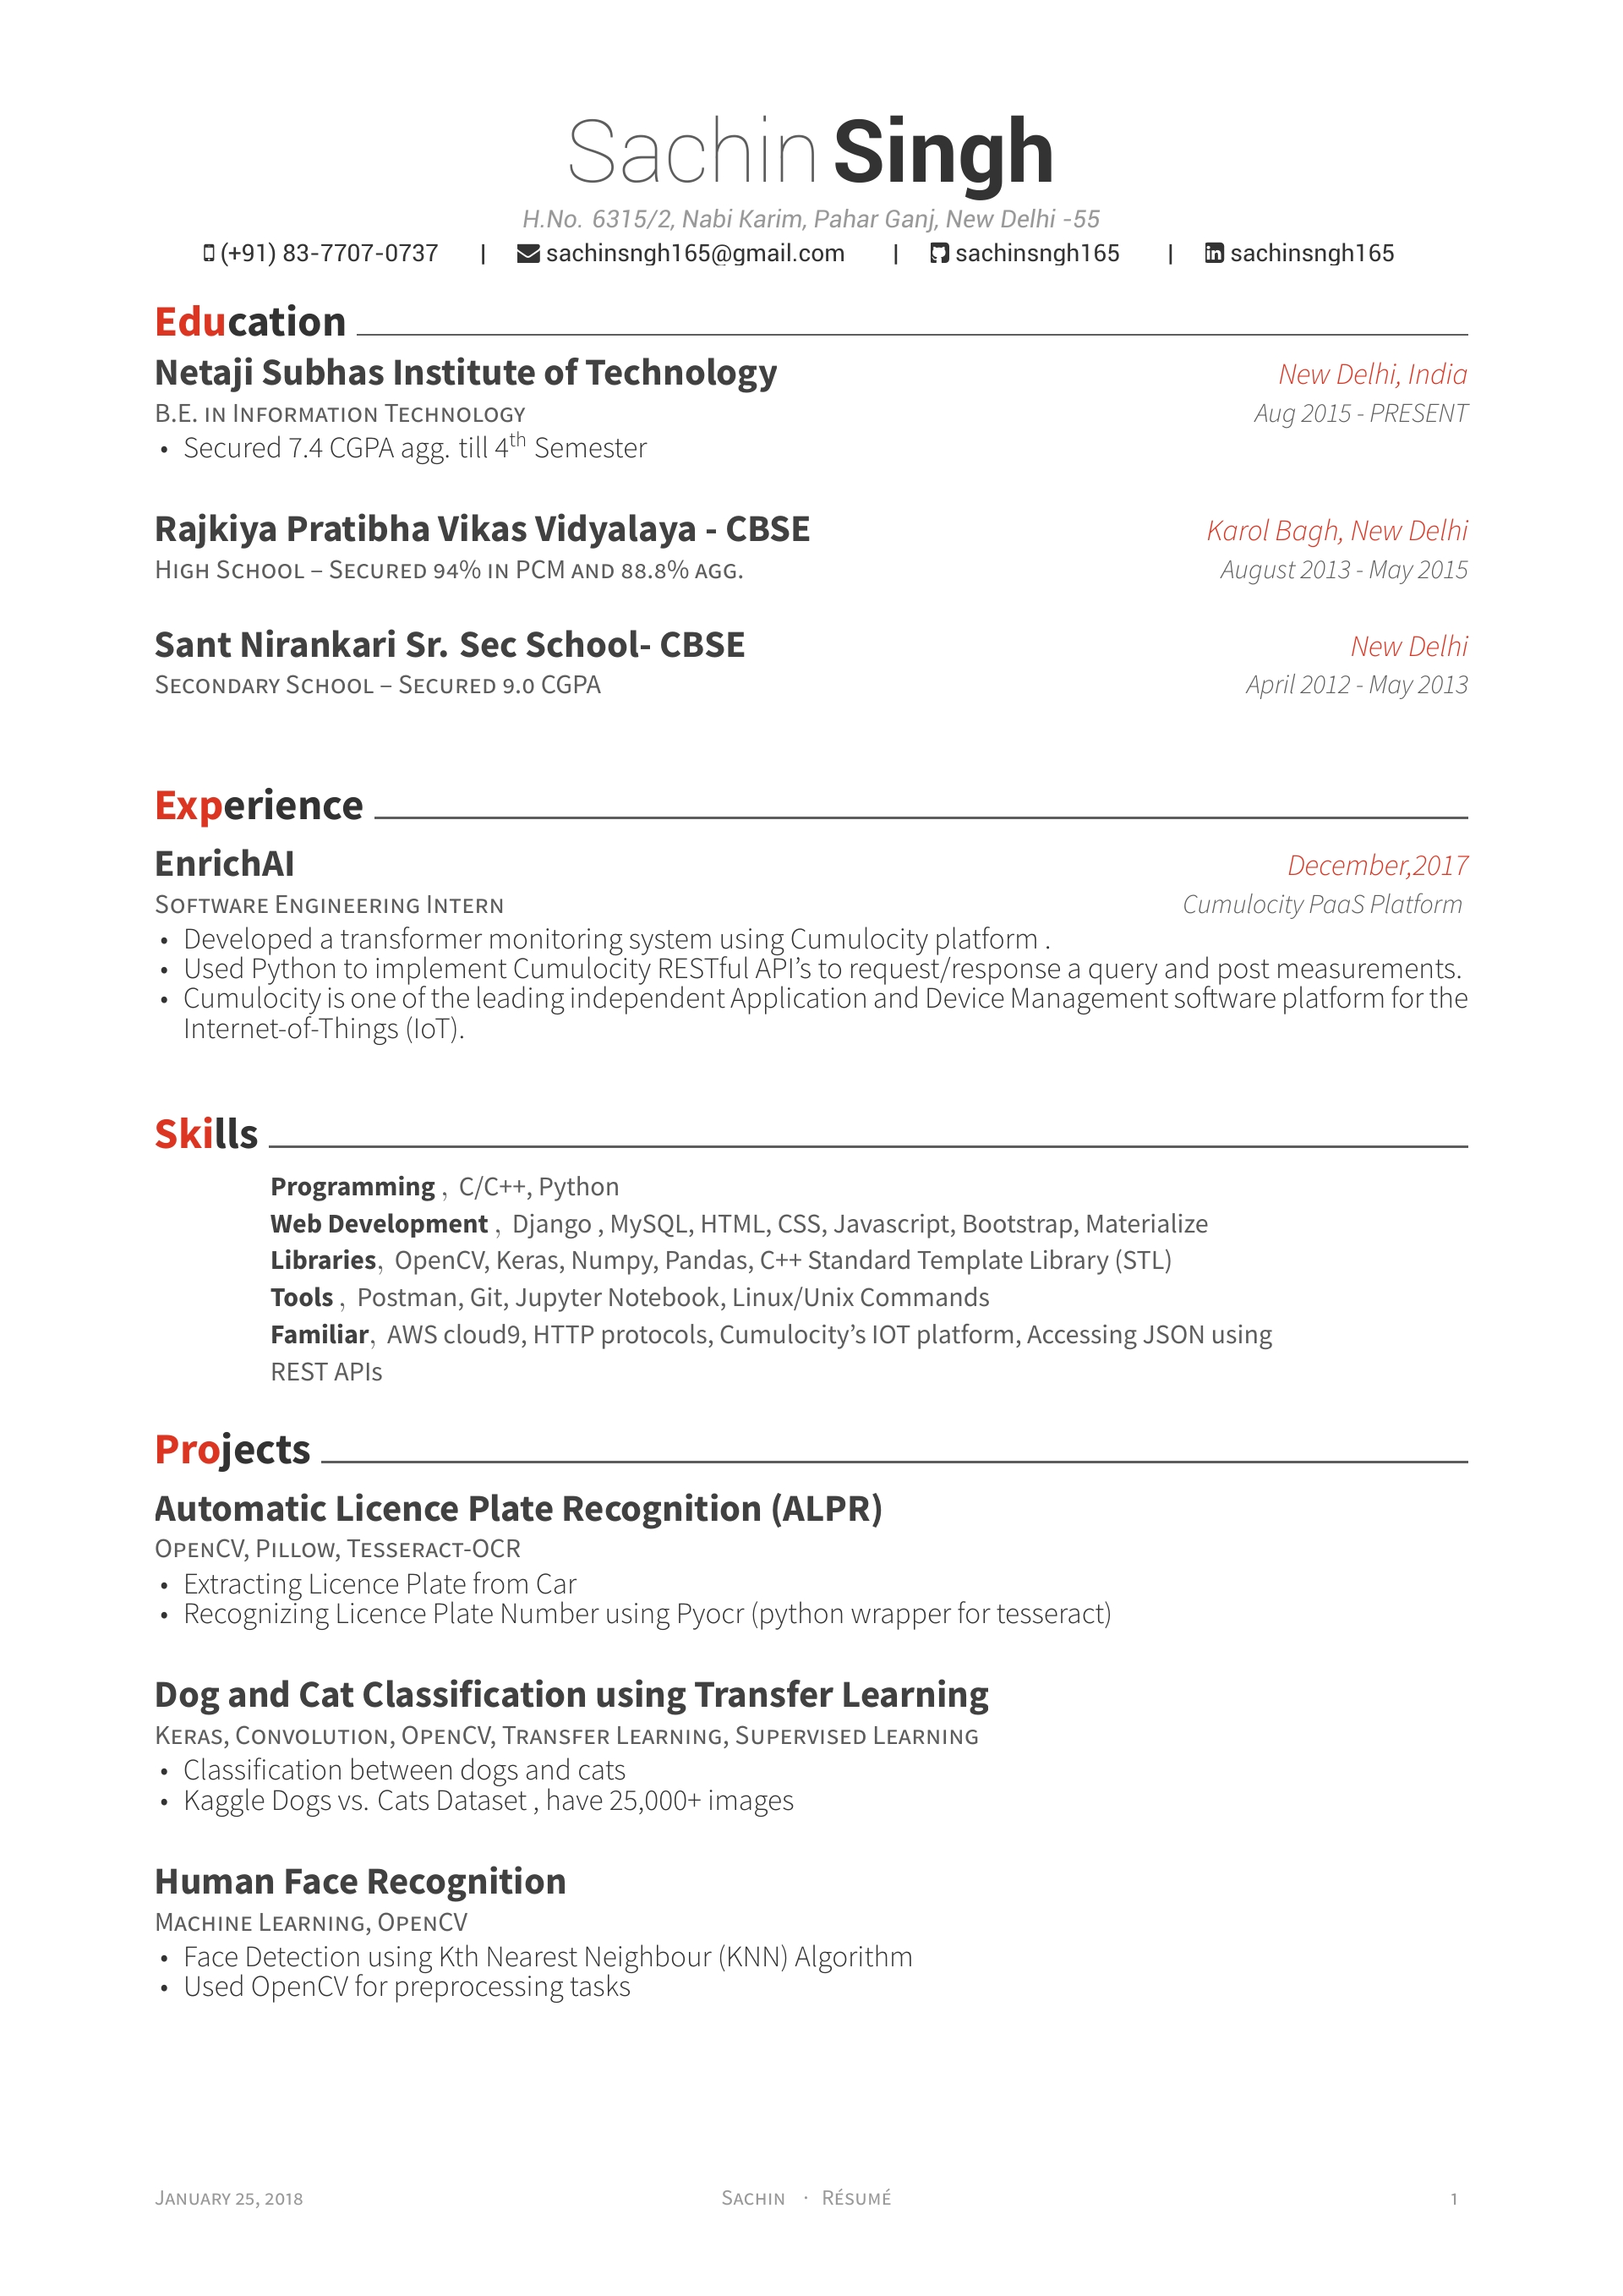 Sachin Singh
H.No. 6315/2, Nabi Karim, Pahar Ganj, New Delhi -55
(+91) 83-7707-0737 | sachinsngh165@gmail.com | sachinsngh165 | sachinsngh165
Education
Netaji Subhas Institute of Technology New Delhi, India
B.E. in Information Technology Aug 2015 - PRESENT
• Secured 7.4 CGPA agg. till 4th Semester
Rajkiya Pratibha Vikas Vidyalaya - CBSE Karol Bagh, New Delhi
High School – Secured 94% in PCM and 88.8% agg. August 2013 - May 2015
Sant Nirankari Sr. Sec School- CBSE New Delhi
Secondary School – Secured 9.0 CGPA April 2012 - May 2013
Experience
EnrichAI December,2017
Software Engineering Intern Cumulocity PaaS Platform
• Developed a transformer monitoring system using Cumulocity platform .
• Used Python to implement Cumulocity RESTful API’s to request/response a query and post measurements.
• Cumulocity is one of the leading independent Application and Device Management software platform for the
Internet-of-Things (IoT).
Skills
Programming , C/C++, Python
Web Development , Django , MySQL, HTML, CSS, Javascript, Bootstrap, Materialize
Libraries, OpenCV, Keras, Numpy, Pandas, C++ Standard Template Library (STL)
Tools , Postman, Git, Jupyter Notebook, Linux/Unix Commands
Familiar, AWS cloud9, HTTP protocols, Cumulocity’s IOT platform, Accessing JSON using
REST APIs
Projects
Automatic Licence Plate Recognition (ALPR)
OpenCV, Pillow, Tesseract-OCR
• Extracting Licence Plate from Car
• Recognizing Licence Plate Number using Pyocr (python wrapper for tesseract)
Dog and Cat Classification using Transfer Learning
Keras, Convolution, OpenCV, Transfer Learning, Supervised Learning
• Classification between dogs and cats
• Kaggle Dogs vs. Cats Dataset , have 25,000+ images
Human Face Recognition
Machine Learning, OpenCV
• Face Detection using Kth Nearest Neighbour (KNN) Algorithm
• Used OpenCV for preprocessing tasks
January 25, 2018 Sachin · Résumé 1